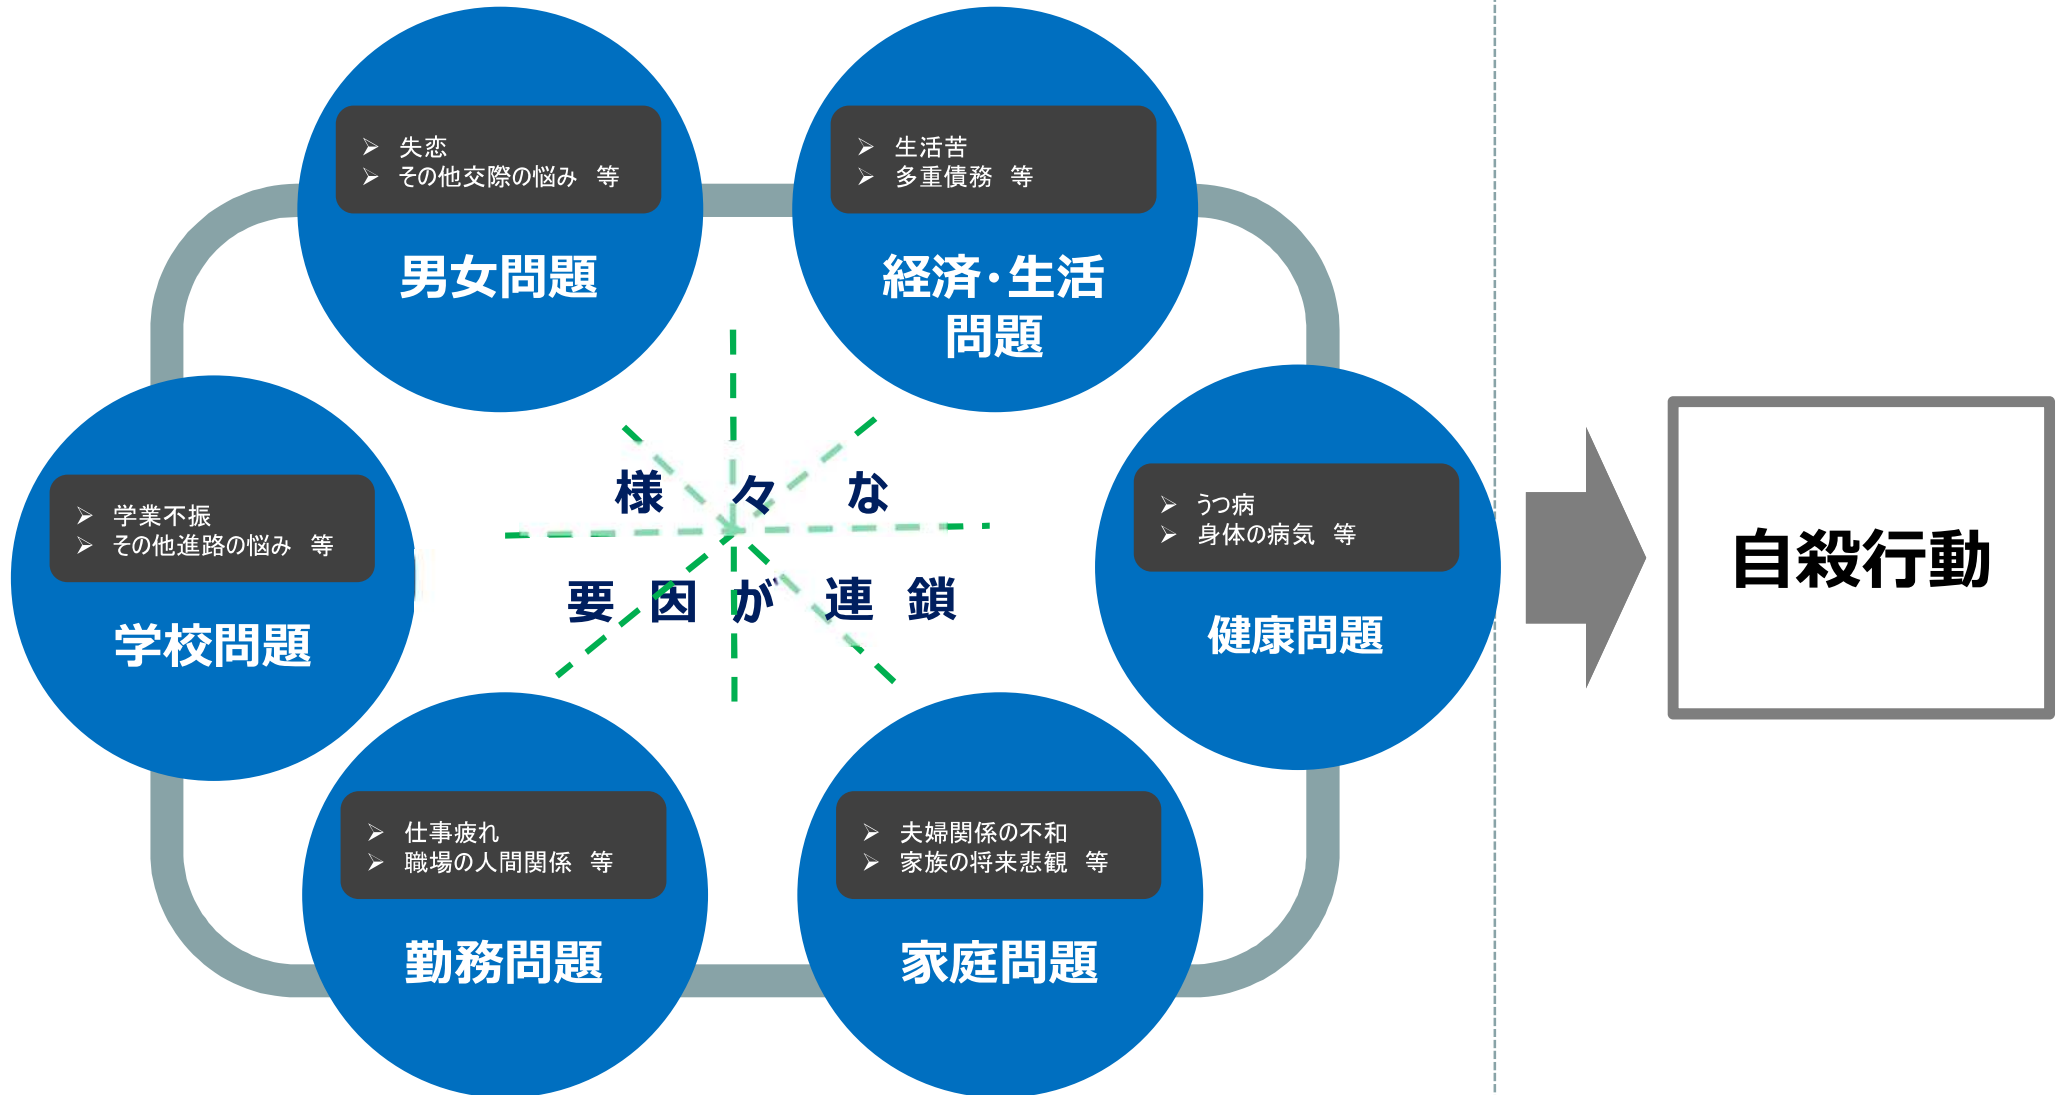 ➢ 失恋
➢ その他交際の悩み 等
男女問題
➢ 生活苦
➢ 多重債務 等
経済・生活
問題
➢ 学業不振
➢ その他進路の悩み 等
学校問題
様々な
要因が連鎖
➢ うつ病
➢ 身体の病気 等
健康問題
➢ 仕事疲れ
➢ 職場の人間関係 等
勤務問題
➢ 夫婦関係の不和
➢ 家族の将来悲観 等
家庭問題
自殺行動